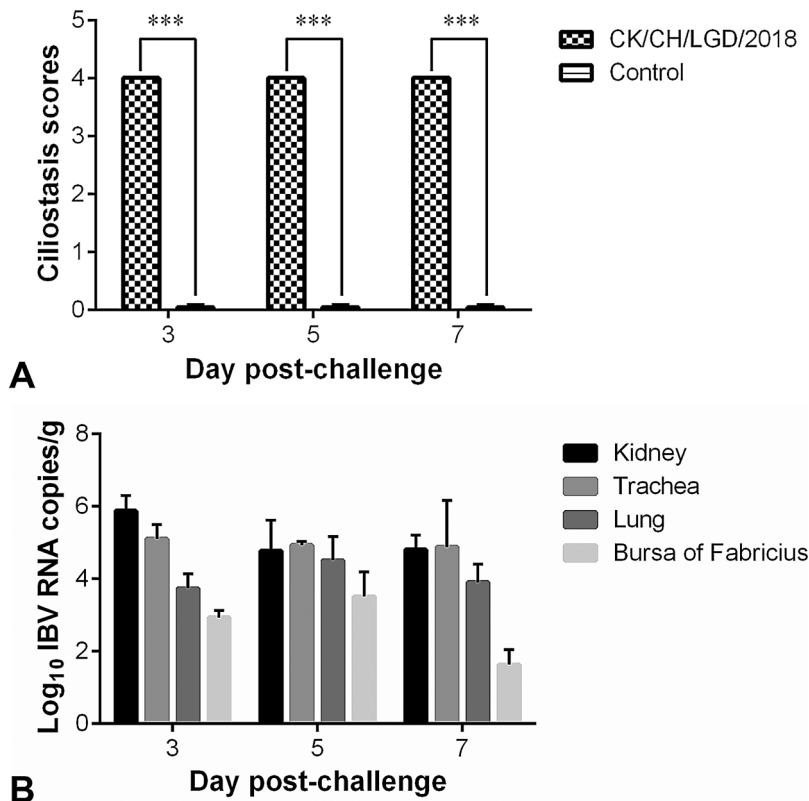 *** *** ***
CK/CH/LGD/2018
Control
Ciliostasis scores
5
4
3
2
1
0
3 5 7
Day post-challenge
A
Log10 IBV RNA copies/g
8
6
4
2
0
Kidney
Trachea
Lung
Bursa of Fabricius
3 5 7
Day post-challenge
B